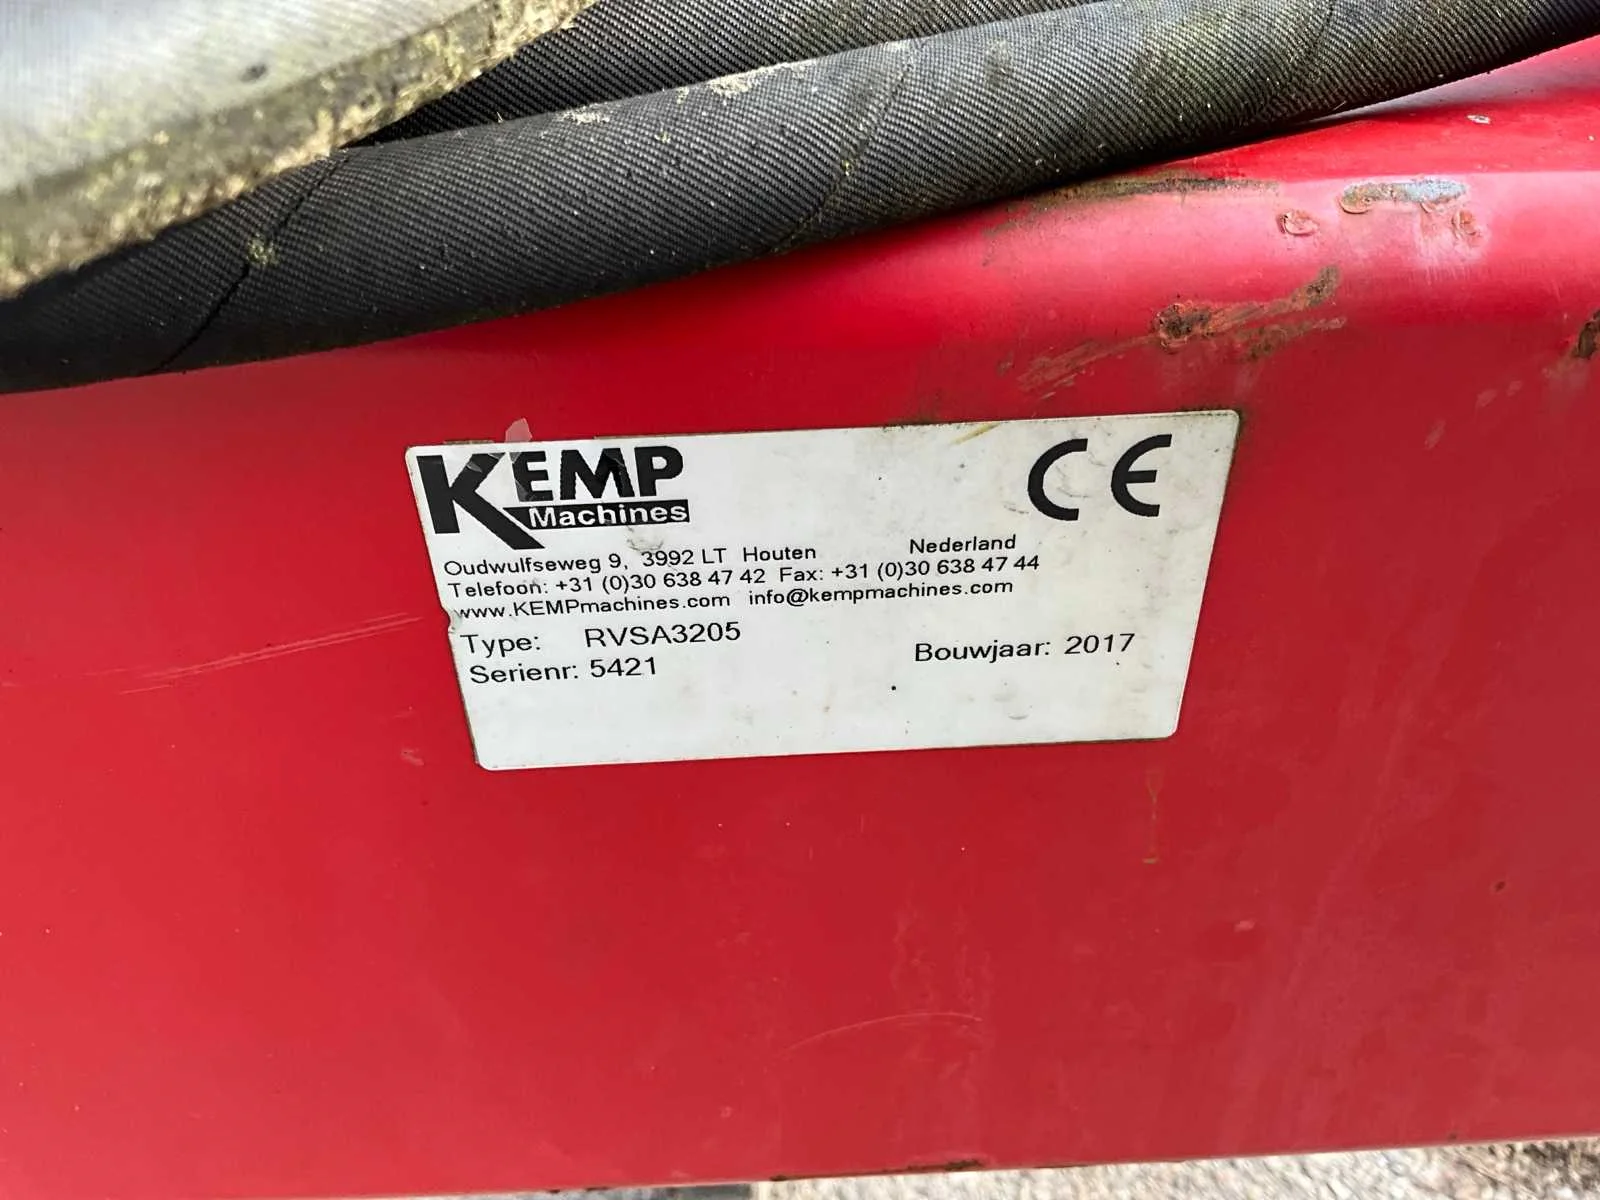 KEMP
Machines
CE
Oudwulfseweg 9, 3992 LT Houten Nederland
Telefoon: +31 (0)30 638 47 42 Fax: +31 (0)30 638 47 44
www.KEMPmachines.com info@kempmachines.com
Type: RVSA3205
Serienr: 5421 Bouwjaar: 2017